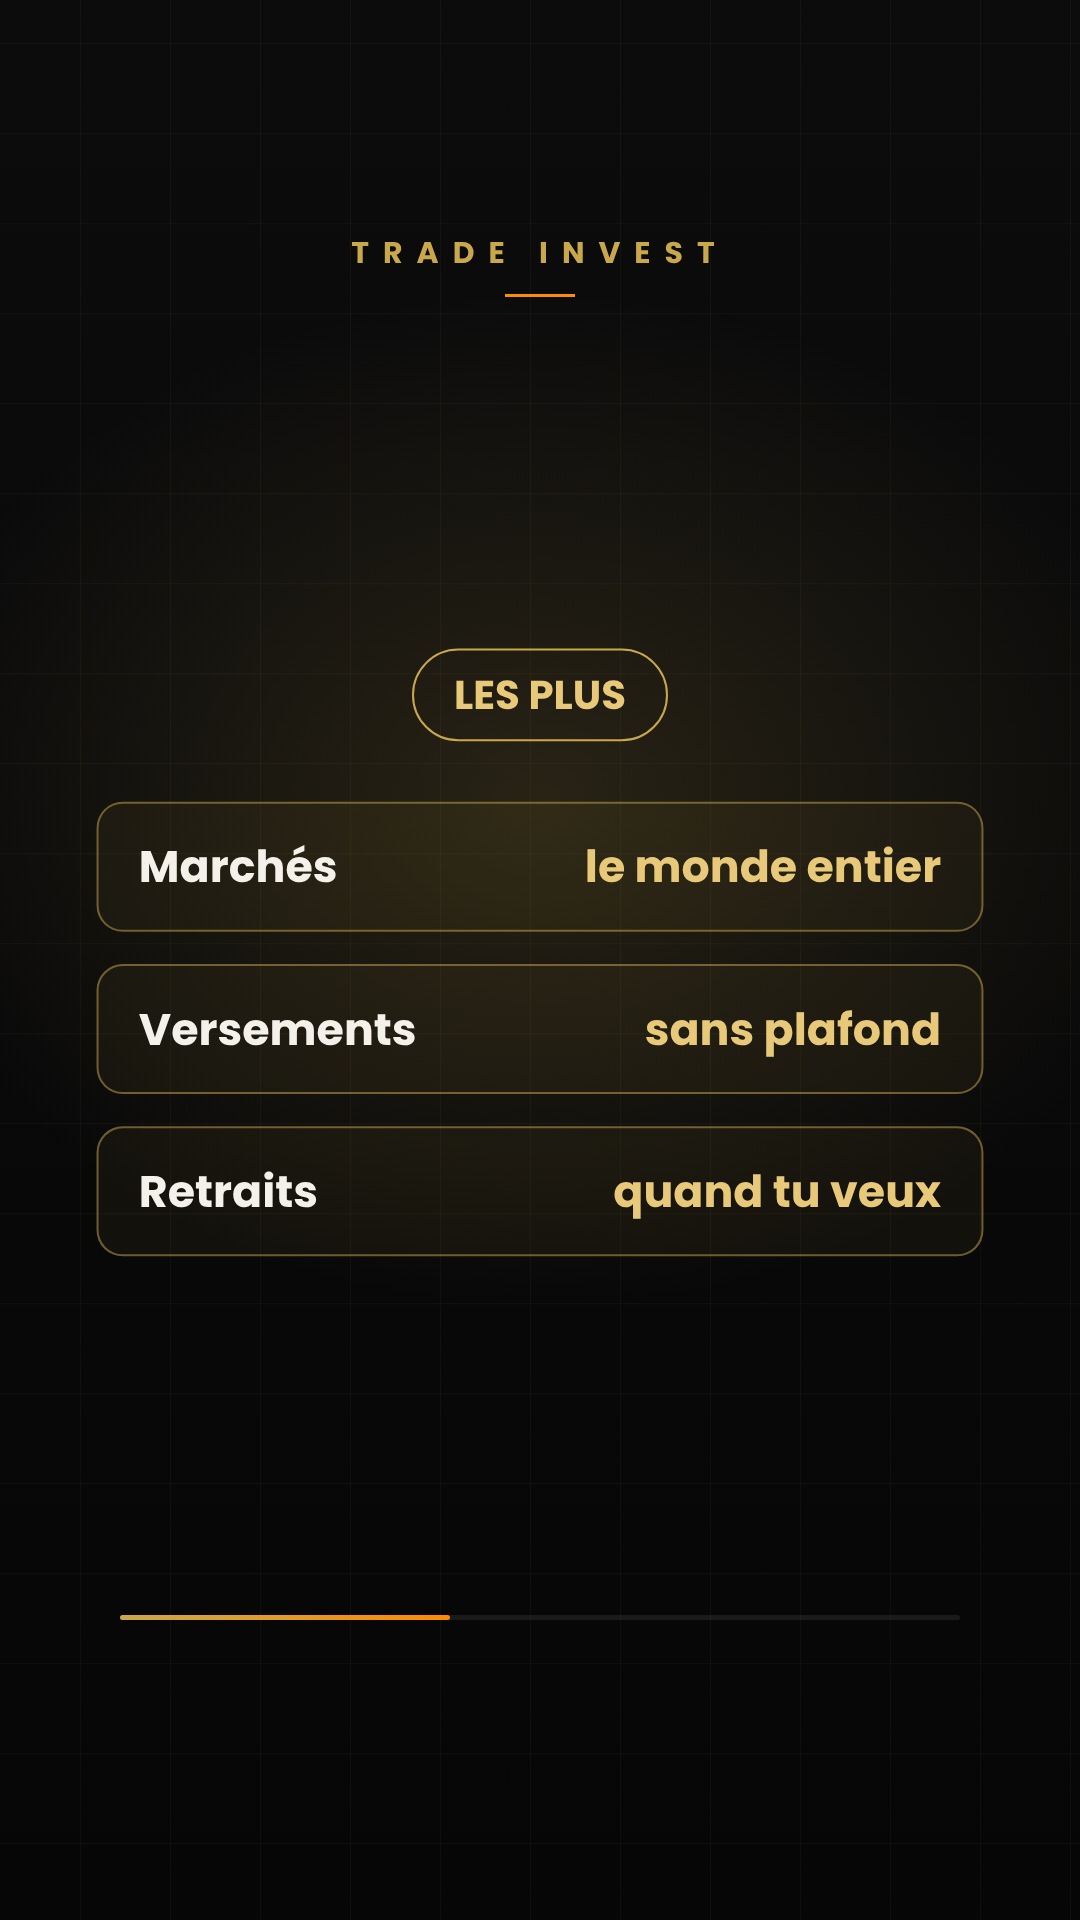 TRADE INVEST
LES PLUS
Marchés le monde entier
Versements sans plafond
Retraits quand tu veux